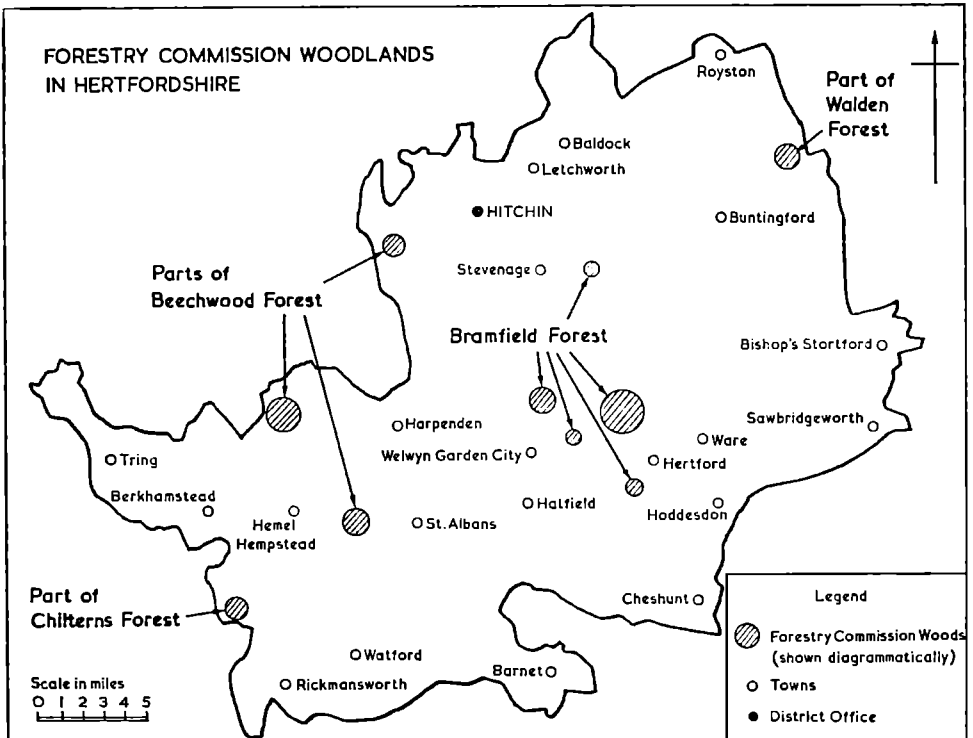 FORESTRY COMMISSION WOODLANDS
IN HERTFORDSHIRE
Royston
Part of
Walden
Forest
Baldock
Letchworth
HITCHIN
Buntingford
Parts of
Beechwood Forest
Stevenage
Bramfield Forest
Bishop's Stortford
Harpenden
Sawbridgeworth
Ware
Welwyn Garden City
Hertford
Tring
Berkhamstead
Hemel
Hempstead
St. Albans
Hatfield
Hoddesdon
Part of
Chilterns Forest
Cheshunt
Watford
Barnet
Rickmansworth
Scale in miles
0 1 2 3 4 5
Legend
Forestry Commission Woods
(shown diagrammatically)
Towns
District Office